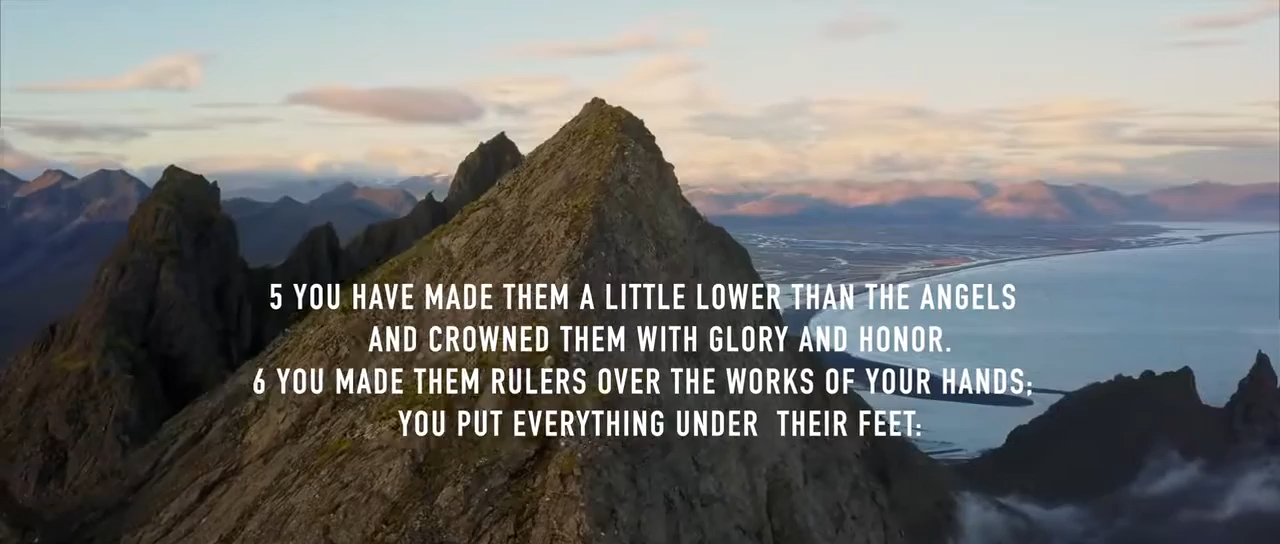 5 YOU HAVE MADE THEM A LITTLE LOWER THAN THE ANGELS
AND CROWNED THEM WITH GLORY AND HONOR.
6 YOU MADE THEM RULERS OVER THE WORKS OF YOUR HANDS;
YOU PUT EVERYTHING UNDER  THEIR FEET: